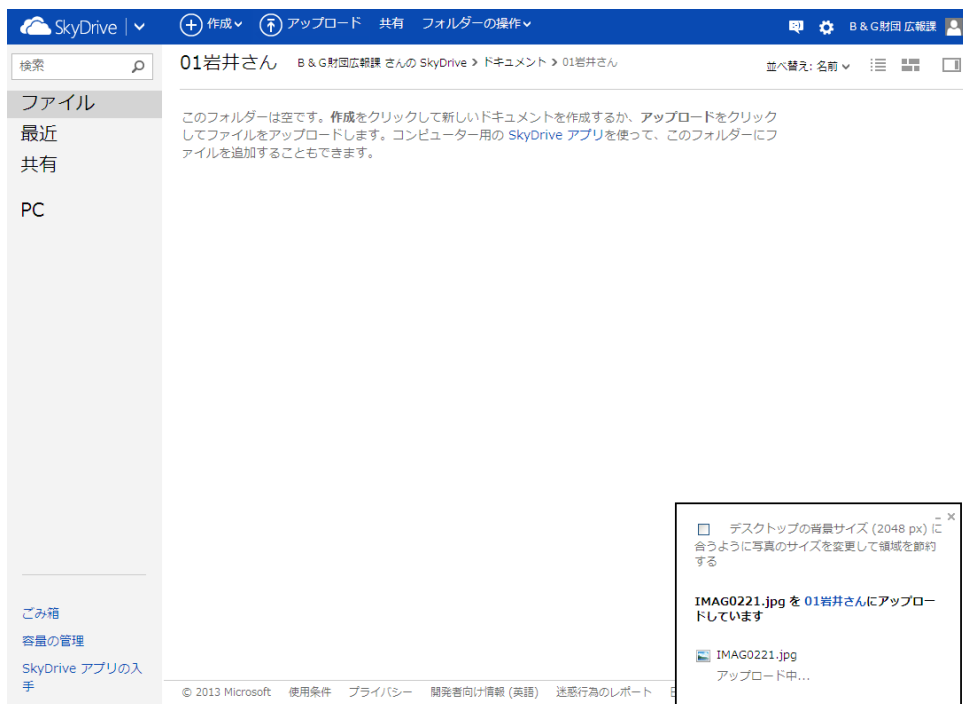 SkyDrive
作成
アップロード
共有
フォルダーの操作
B & G財団 広報課
検索
01岩井さん
B & G財団広報課 さんの SkyDrive > ドキュメント > 01岩井さん
並べ替え: 名前
ファイル
最近
共有
PC
このフォルダーは空です。作成をクリックして新しいドキュメントを作成するか、アップロードをクリック
してファイルをアップロードします。コンピューター用の SkyDrive アプリを使って、このフォルダーにフ
ァイルを追加することもできます。
デスクトップの背景サイズ (2048 px) に
合うように写真のサイズを変更して領域を節約
する
IMAG0221.jpg を 01岩井さんにアップロー
ドしています
IMAG0221.jpg
アップロード中...
ごみ箱
容量の管理
SkyDrive アプリの入
手
© 2013 Microsoft
使用条件
プライバシー
開発者向け情報 (英語)
迷惑行為のレポート